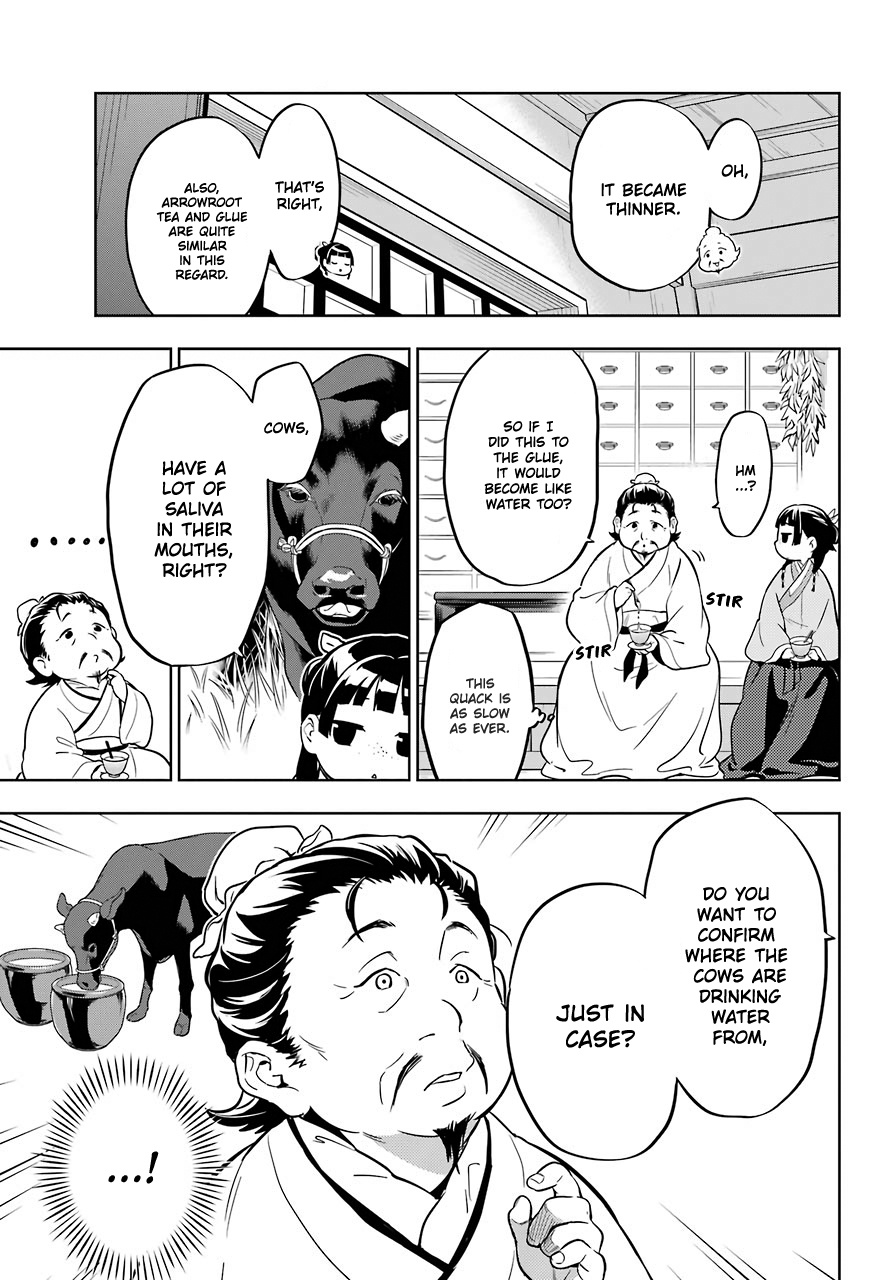 OH,
IT BECAME
THINNER.
THAT'S
RIGHT,
ALSO,
ARROWROOT
TEA AND GLUE
ARE QUITE
SIMILAR
IN THIS
REGARD.
HM
...?
SO IF I
DID THIS TO
THE GLUE,
IT WOULD
BECOME LIKE
WATER TOO?
STIR
STIR
THIS
QUACK IS
AS SLOW
AS EVER.
COWS,
HAVE A
LOT OF
SALIVA
IN THEIR
MOUTHS,
RIGHT?
......
DO YOU
WANT TO
CONFIRM
WHERE THE
COWS ARE
DRINKING
WATER
FROM,
JUST IN
CASE?
...!